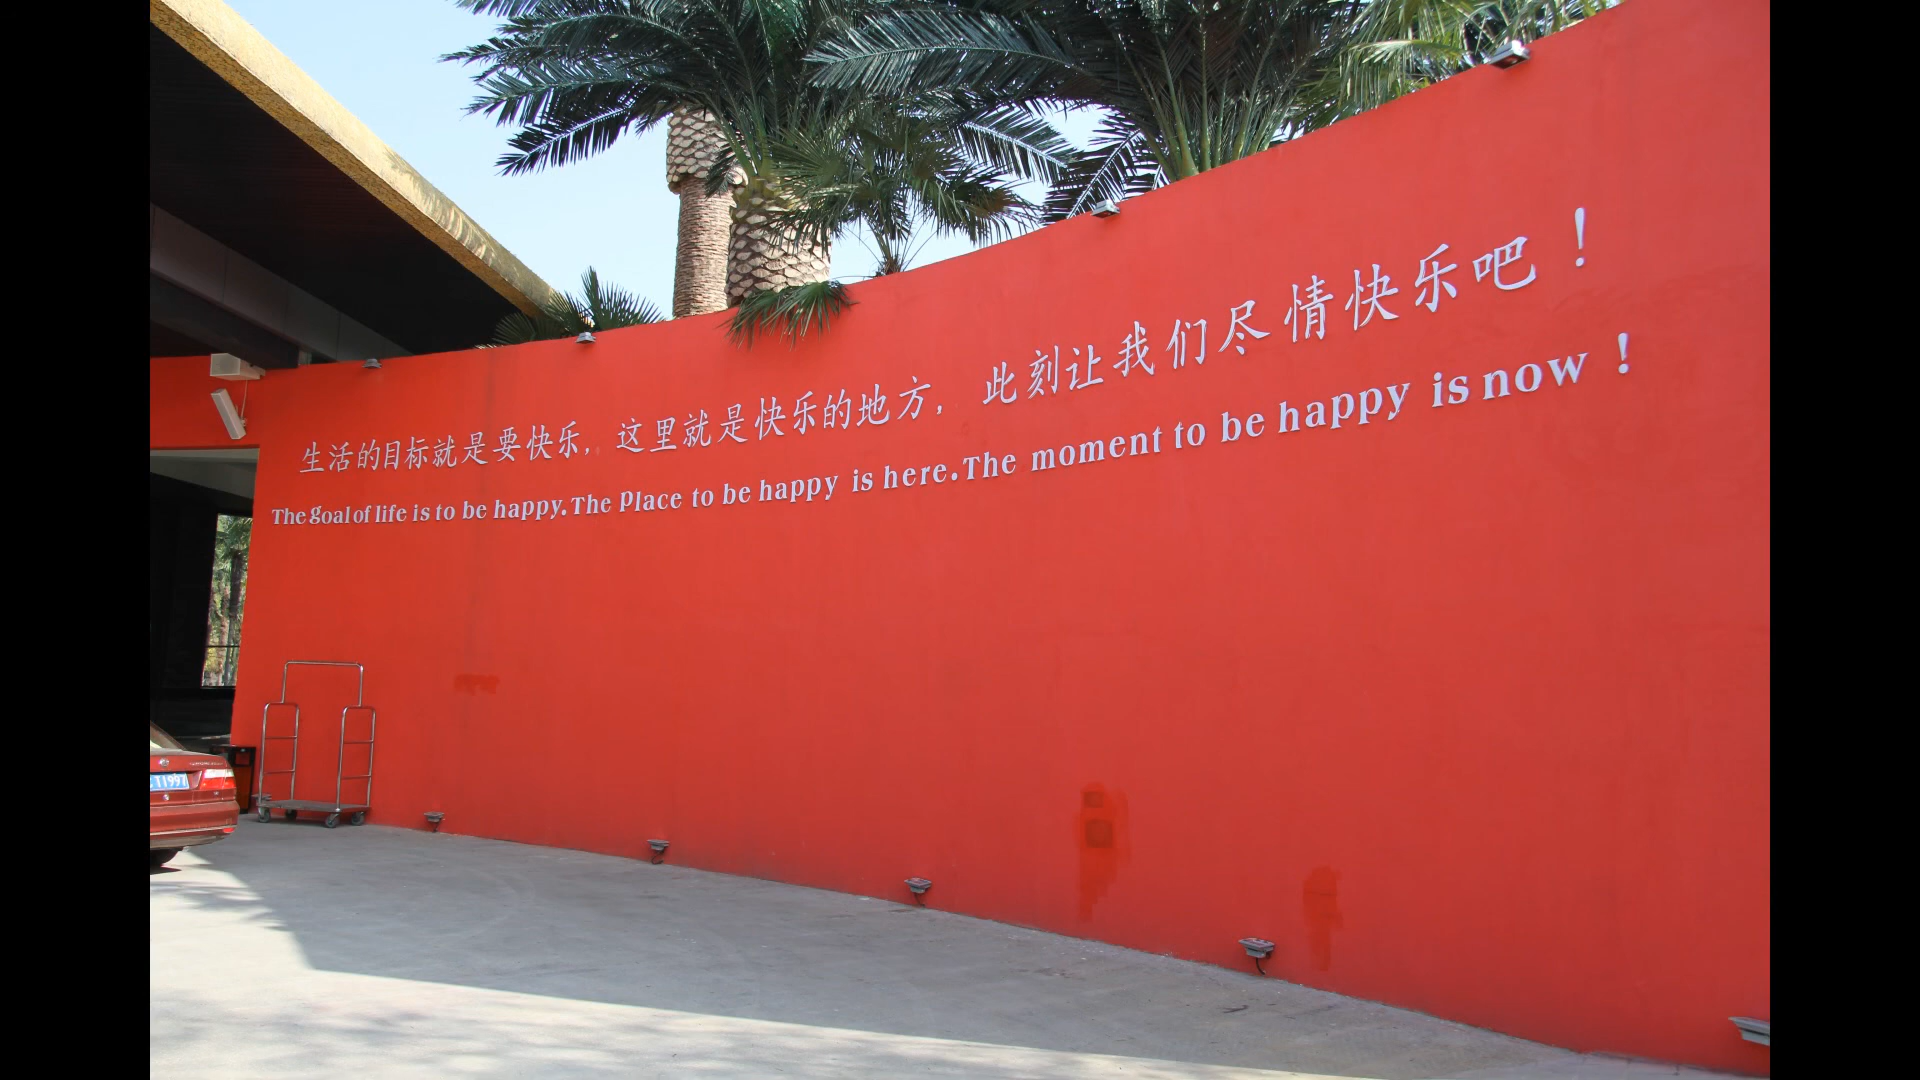 生活的目标就是要快乐，这里就是快乐的地方，此刻让我们尽情快乐吧！
The goal of life is to be happy. The Place to be happy is here. The moment to be happy is now !
T1997